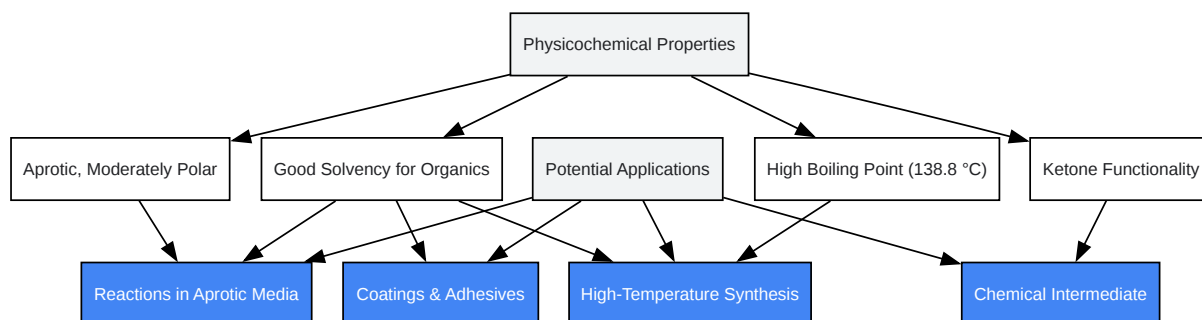 Physicochemical Properties
Aprotic, Moderately Polar
Good Solvency for Organics
Potential Applications
High Boiling Point (138.8 °C)
Ketone Functionality
Reactions in Aprotic Media
Coatings & Adhesives
High-Temperature Synthesis
Chemical Intermediate